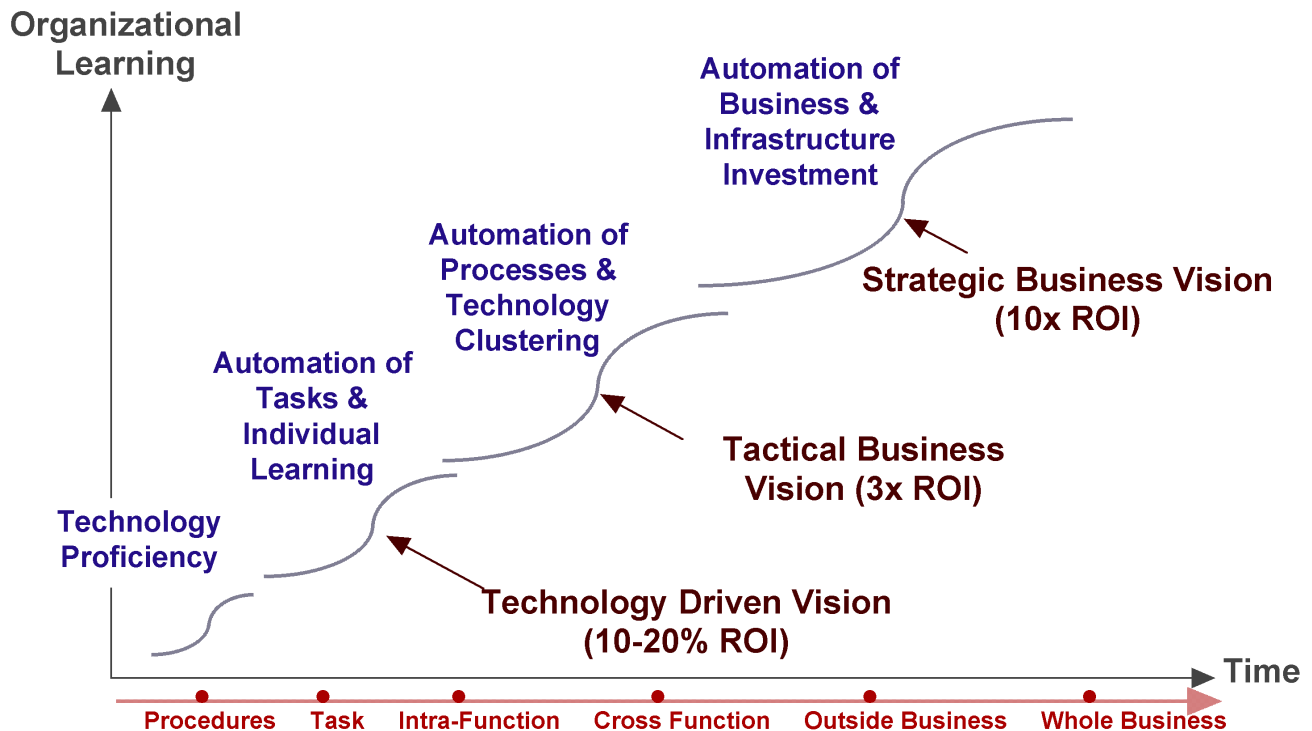 Organizational
Learning
Automation of
Business &
Infrastructure
Investment
Automation of
Processes &
Technology
Clustering
Strategic Business Vision
(10x ROI)
Automation of
Tasks &
Individual
Learning
Tactical Business
Vision (3x ROI)
Technology
Proficiency
Technology Driven Vision
(10-20% ROI)
Time
Procedures
Task
Intra-Function
Cross Function
Outside Business
Whole Business